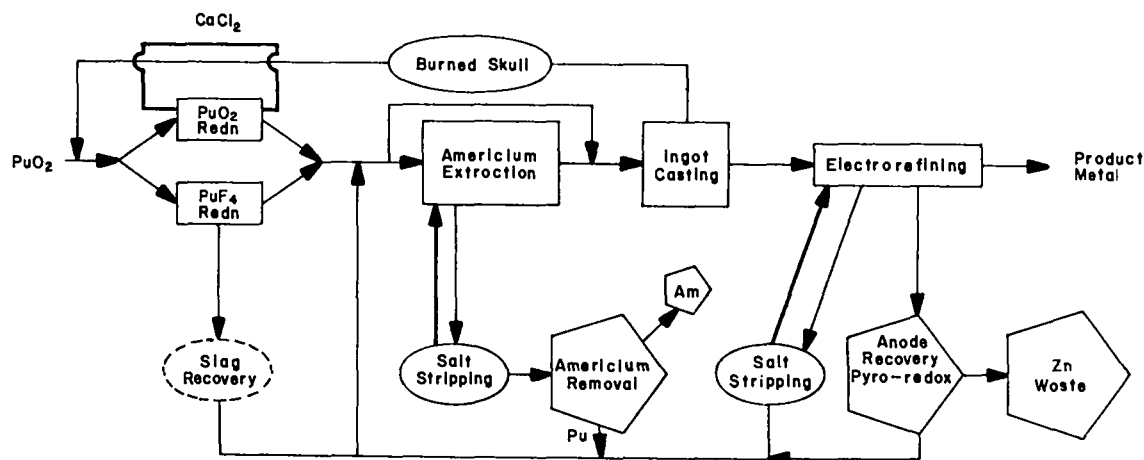 CaCl2
Burned Skull
PuO2
Redn
PuO2
Americium
Extraction
Ingot
Casting
Electrorefining
Product
Metal
PuF4
Redn
Am
Slag
Recovery
Salt
Stripping
Americium
Removal
Salt
Stripping
Anode
Recovery
Pyro-redox
Zn
Woste
Pu